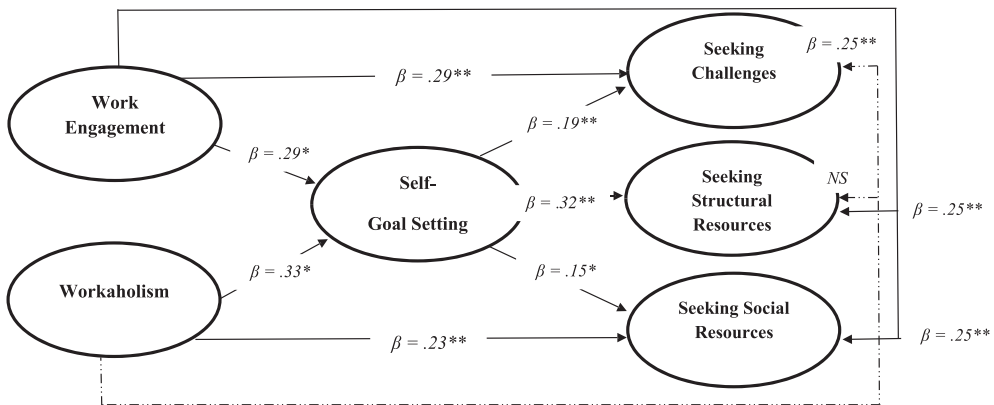 Seeking
Challenges
β = .25**
β = .29**
Work
Engagement
β = .19**
β = .29*
Self-
Goal Setting
β = .32**
Seeking
Structural
Resources
NS
β = .25**
β = .33*
β = .15*
Workaholism
Seeking Social
Resources
β = .23**
β = .25**